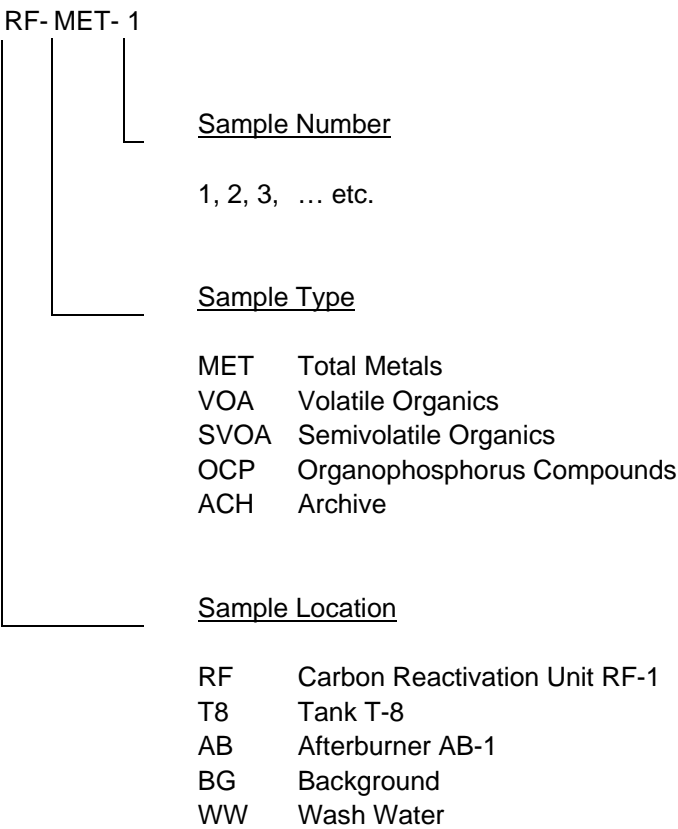 RF- MET- 1
Sample Number
1, 2, 3, … etc.
Sample Type
MET Total Metals
VOA Volatile Organics
SVOA Semivolatile Organics
OCP Organophosphorus Compounds
ACH Archive
Sample Location
RF Carbon Reactivation Unit RF-1
T8 Tank T-8
AB Afterburner AB-1
BG Background
WW Wash Water